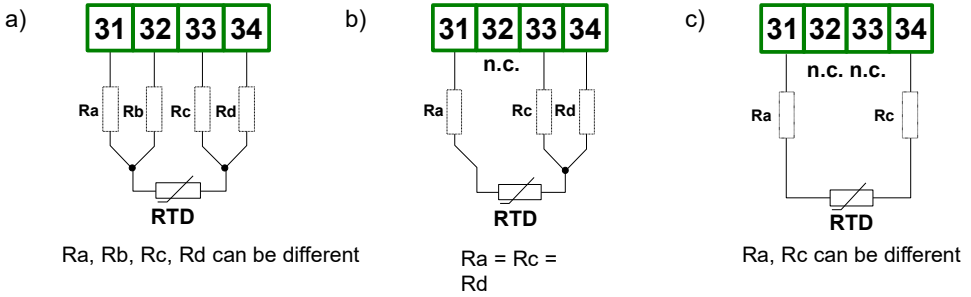 a)
31 32 33 34
Ra Rb Rc Rd
RTD
Ra, Rb, Rc, Rd can be different
b)
31 32 33 34
n.c.
Ra Rc Rd
RTD
Ra = Rc =
Rd
c)
31 32 33 34
n.c. n.c.
Ra Rc
RTD
Ra, Rc can be different